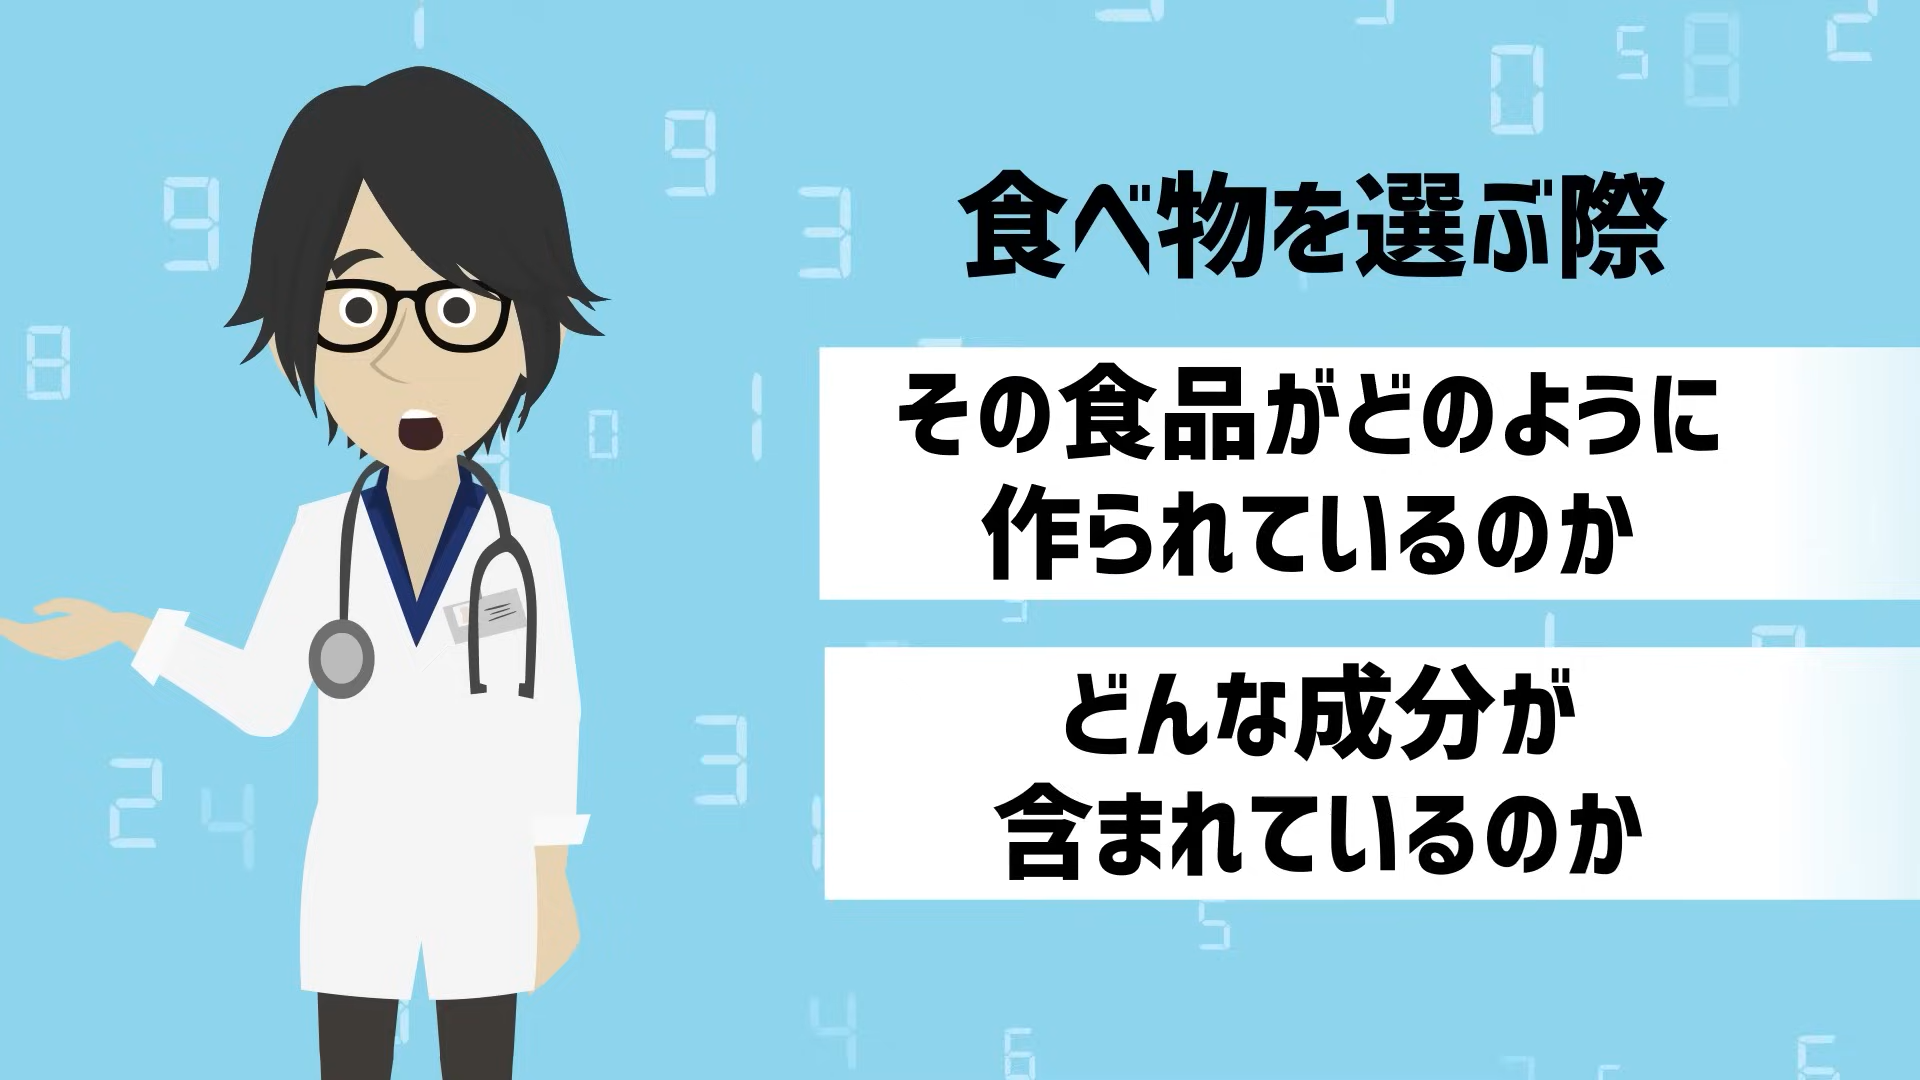 食べ物を選ぶ際
その食品がどのように
作られているのか
どんな成分が
含まれているのか